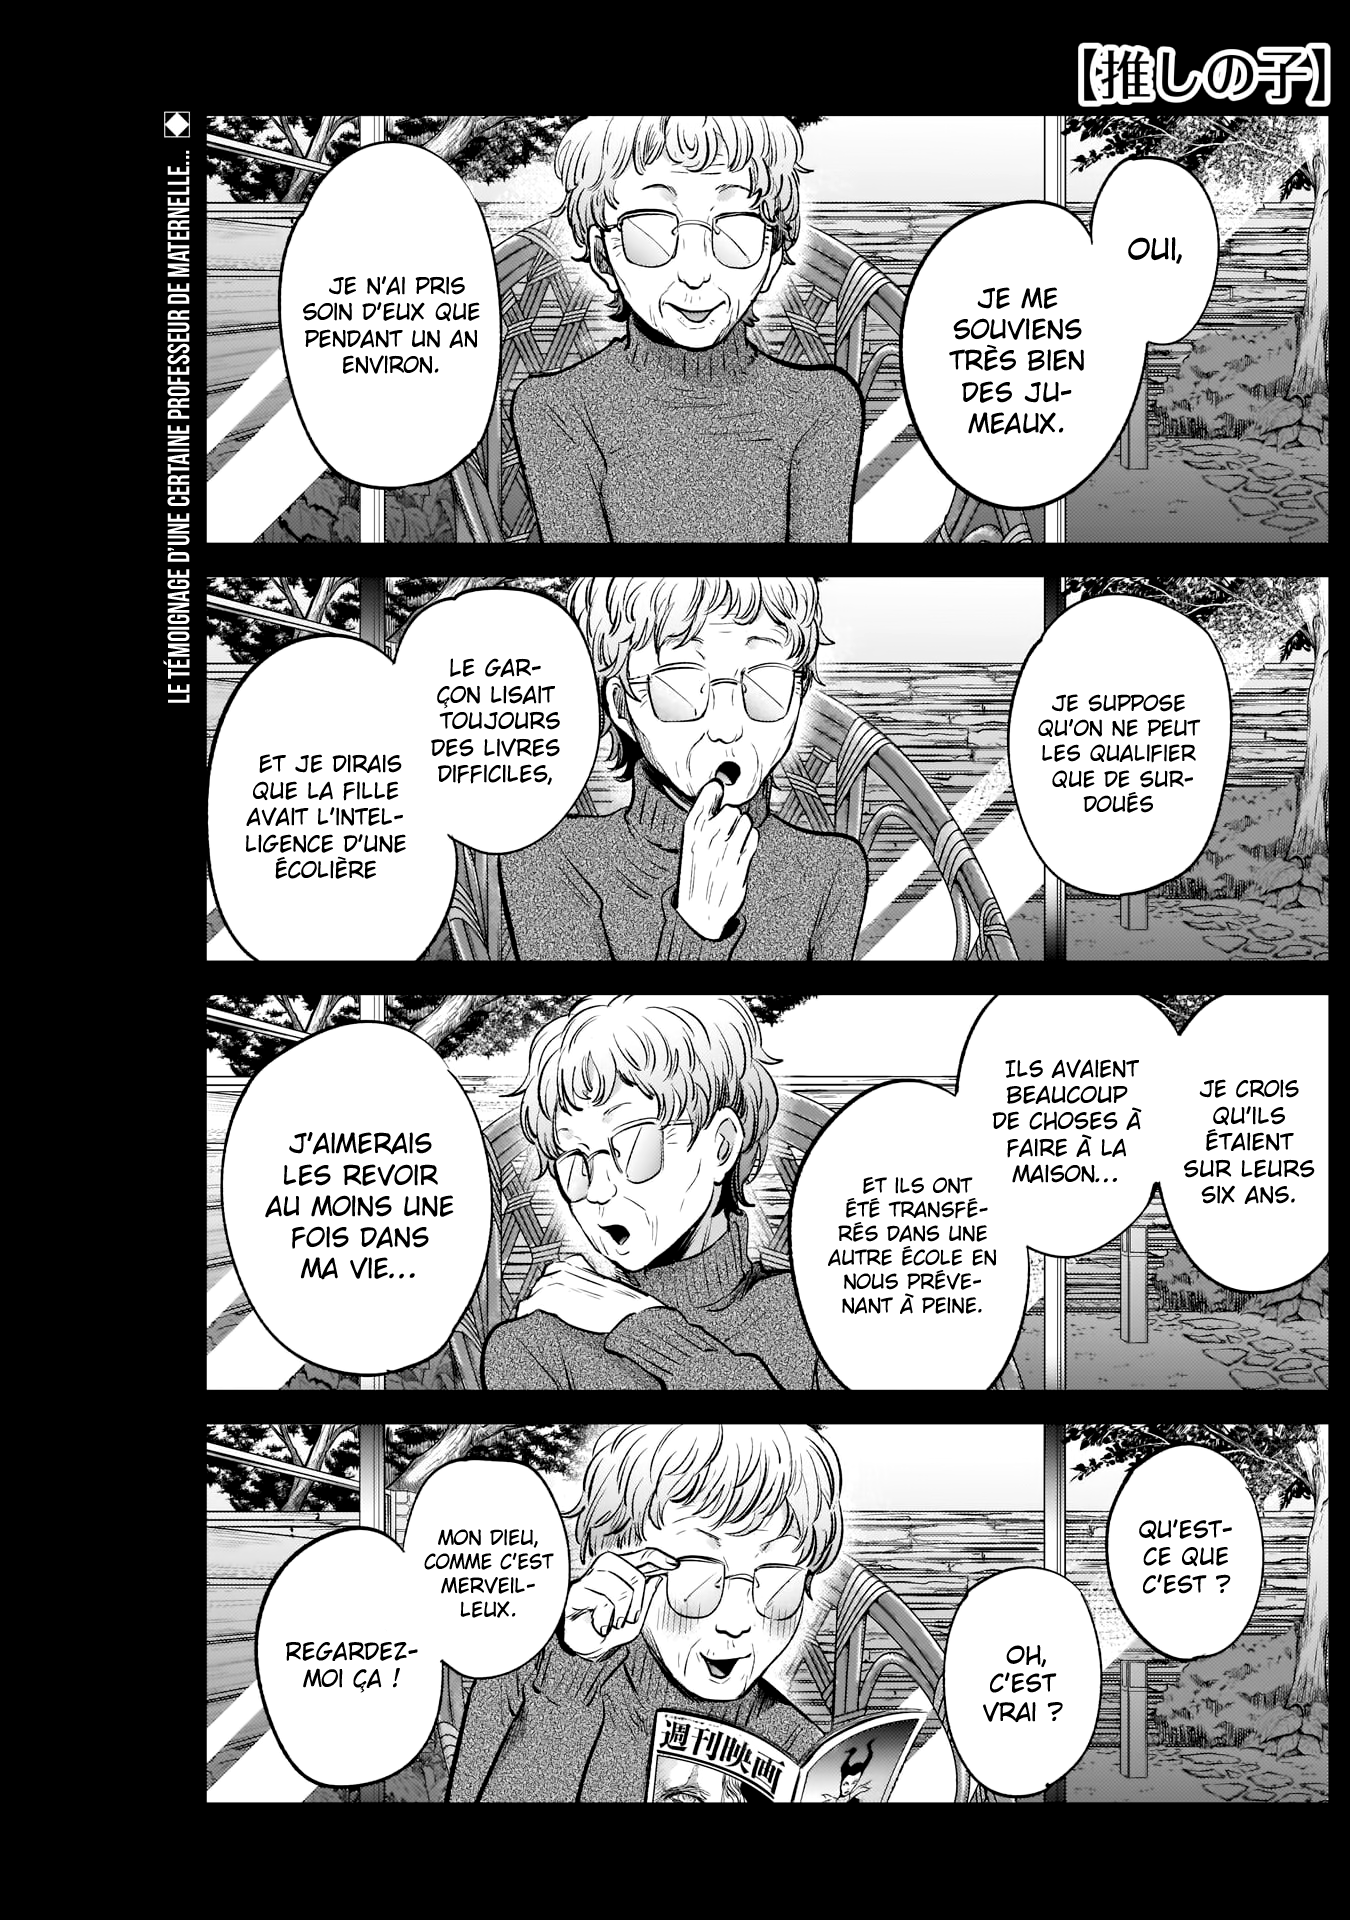 【推しの子】
LE TÉMOIGNAGE D'UNE CERTAINE PROFESSEUR DE MATERNELLE...
OUI,
JE ME
SOUVIENS
TRÈS BIEN
DES JU-
MEAUX.
JE N'AI PRIS
SOIN D'EUX QUE
PENDANT UN AN
ENVIRON.
JE SUPPOSE
QU'ON NE PEUT
LES QUALIFIER
QUE DE SUR-
DOUÉS
LE GAR-
ÇON LISAIT
TOUJOURS
DES LIVRES
DIFFICILES,
ET JE DIRAIS
QUE LA FILLE
AVAIT L'INTEL-
LIGENCE D'UNE
ÉCOLIÈRE
JE CROIS
QU'ILS
ÉTAIENT
SUR LEURS
SIX ANS.
ILS AVAIENT
BEAUCOUP
DE CHOSES À
FAIRE À LA
MAISON...
ET ILS ONT
ÉTÉ TRANSFÉ-
RÉS DANS UNE
AUTRE ÉCOLE EN
NOUS PRÉVE-
NANT À PEINE.
J'AIMERAIS
LES REVOIR
AU MOINS UNE
FOIS DANS
MA VIE...
QU'EST-
CE QUE
C'EST ?
OH,
C'EST
VRAI ?
MON DIEU,
COMME C'EST
MERVEIL-
LEUX.
REGARDEZ-
MOI ÇA !
週刊映画